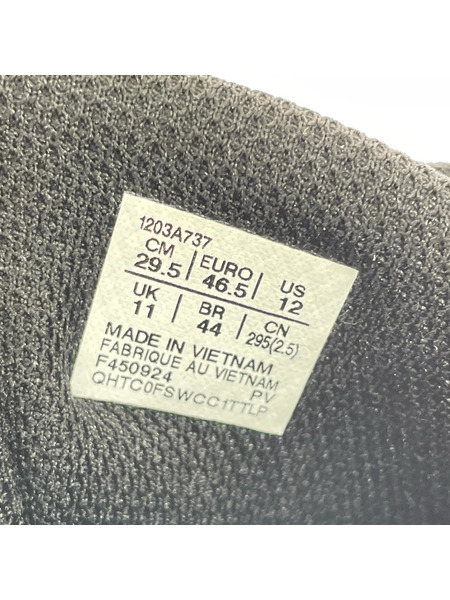 1203A737
CM EURO US
29.5 46.5 12
UK BR CN
11 44 295(2.5)
MADE IN VIETNAM
FABRIQUE AU VIETNAM
F450924 PV
QHTC0FSWCC1TTLP